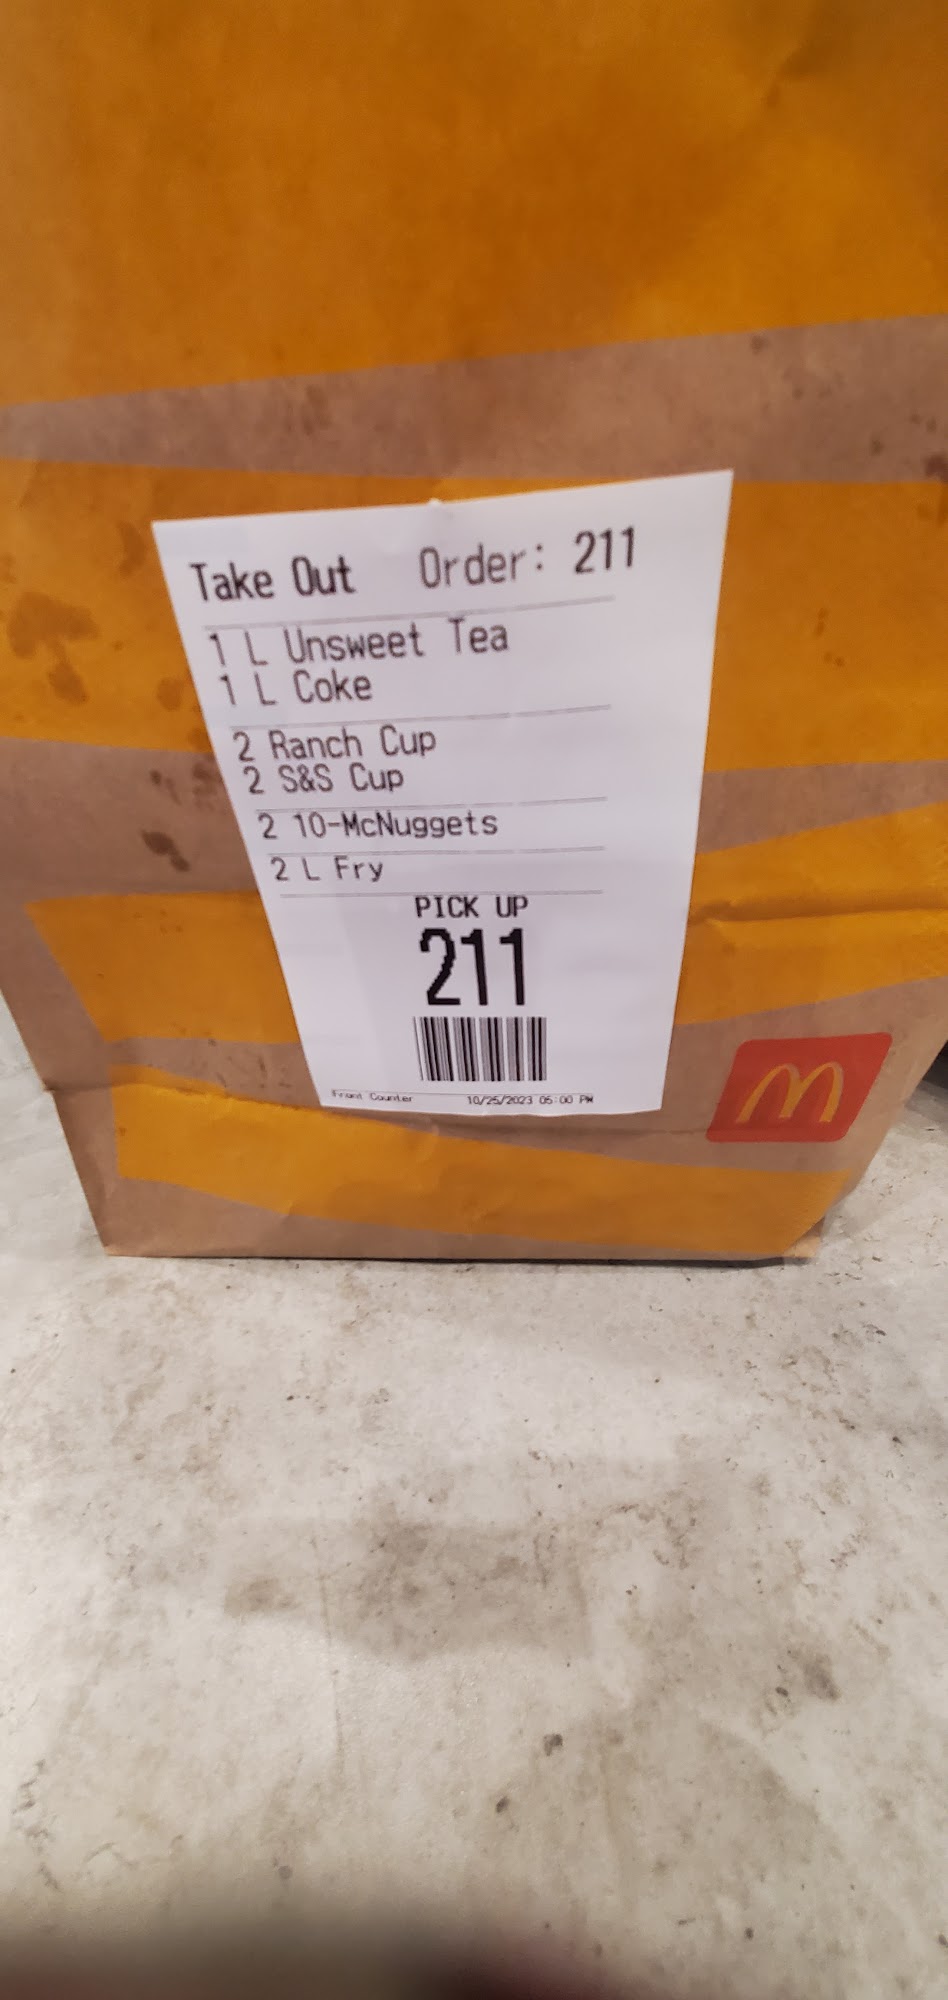 Take Out Order: 211
1 L Unsweet Tea
1 L Coke
2 Ranch Cup
2 S&S Cup
2 10-McNuggets
2 L Fry
PICK UP
211
Front Counter 10/25/2023 05:00 PM